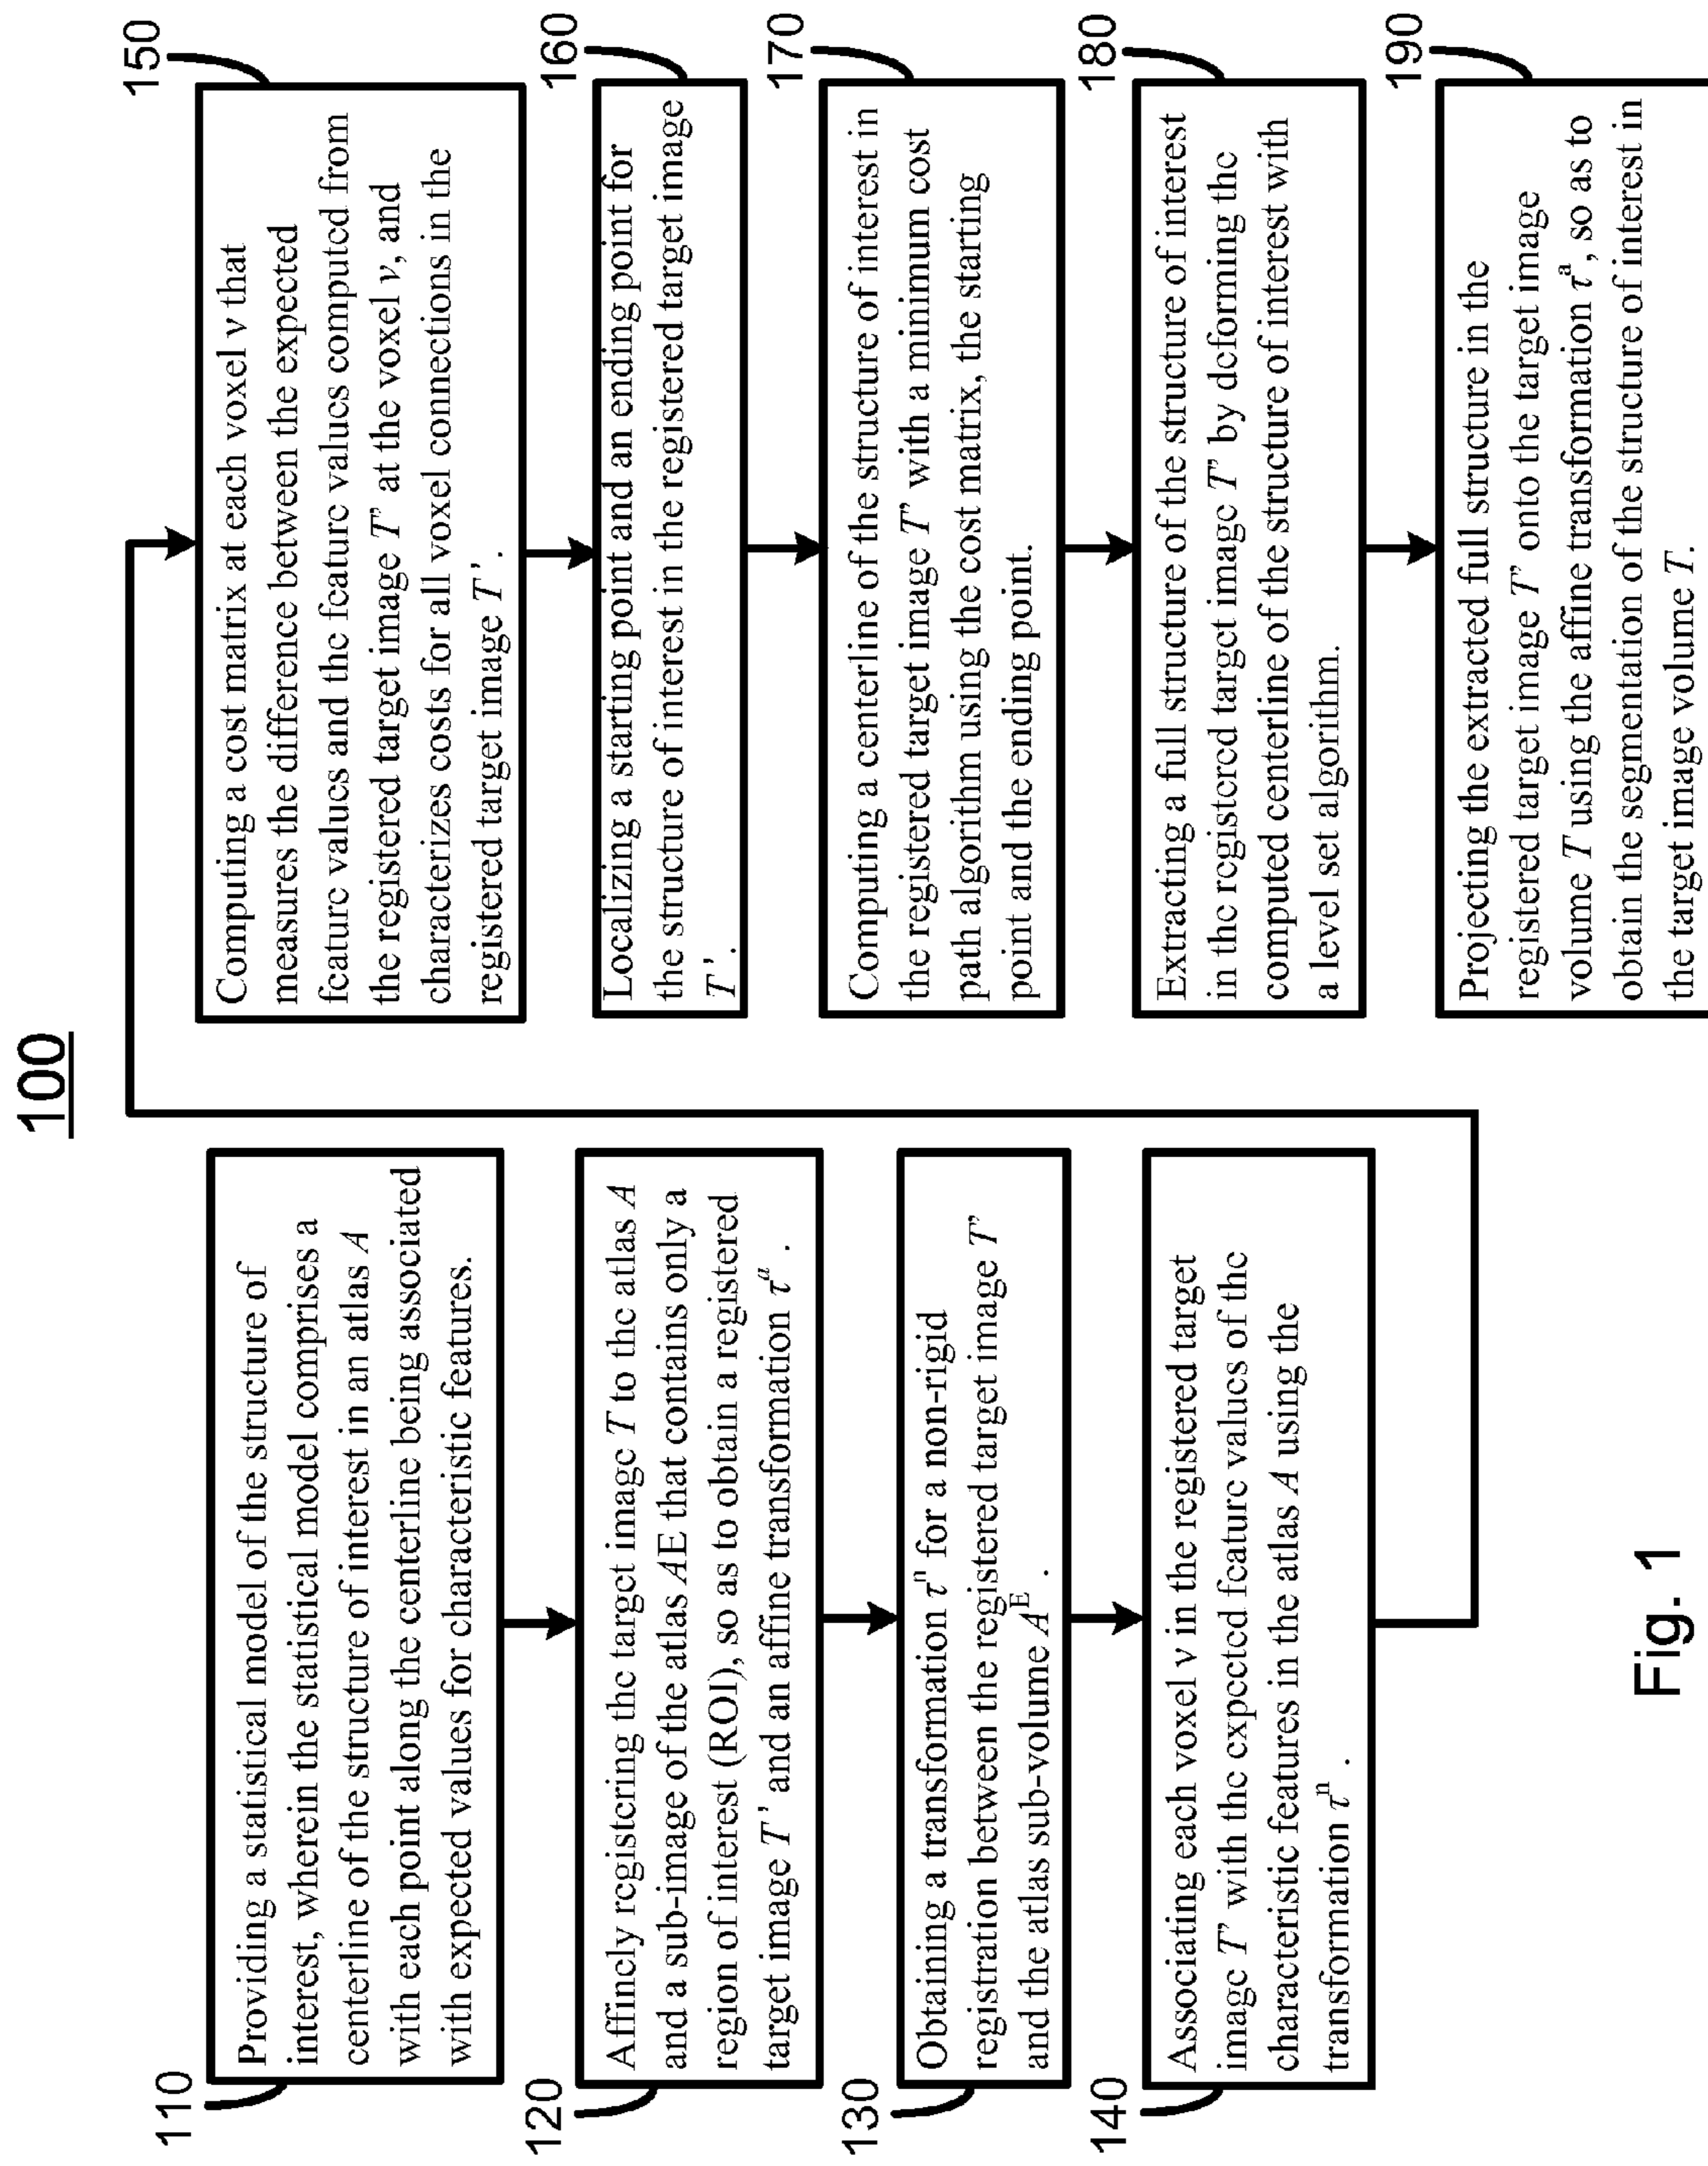 100
110
Providing a statistical model of the structure of
interest, wherein the statistical model comprises a
centerline of the structure of interest in an atlas A
with each point along the centerline being associated
with expected values for characteristic features.
120
Affinely registering the target image T to the atlas A
and a sub-image of the atlas AE that contains only a
region of interest (ROI), so as to obtain a registered
target image T' and an affine transformation τᵃ .
130
Obtaining a transformation τⁿ for a non-rigid
registration between the registered target image T'
and the atlas sub-volume Aᴱ .
140
Associating each voxel v in the registered target
image T' with the expected feature values of the
characteristic features in the atlas A using the
transformation τⁿ .
150
Computing a cost matrix at each voxel v that
measures the difference between the expected
feature values and the feature values computed from
the registered target image T' at the voxel v, and
characterizes costs for all voxel connections in the
registered target image T'.
160
Localizing a starting point and an ending point for
the structure of interest in the registered target image
T'.
170
Computing a centerline of the structure of interest in
the registered target image T' with a minimum cost
path algorithm using the cost matrix, the starting
point and the ending point.
180
Extracting a full structure of the structure of interest
in the registered target image T' by deforming the
computed centerline of the structure of interest with
a level set algorithm.
190
Projecting the extracted full structure in the
registered target image T' onto the target image
volume T using the affine transformation τᵃ, so as to
obtain the segmentation of the structure of interest in
the target image volume T.
Fig. 1